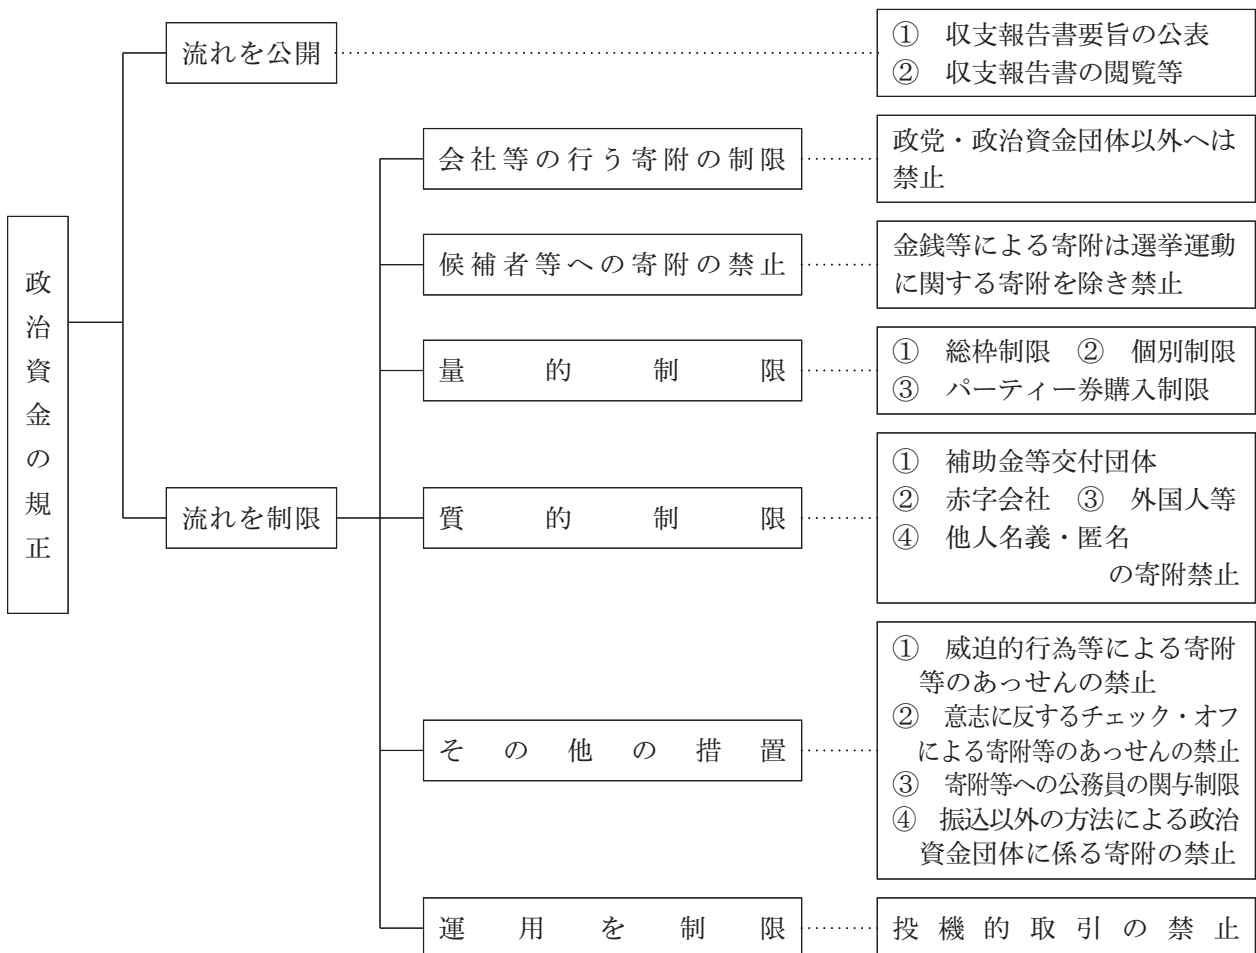 政治資金の規正
流れを公開
① 収支報告書要旨の公表
② 収支報告書の閲覧等
流れを制限
会社等の行う寄附の制限
政党・政治資金団体以外へは
禁止
候補者等への寄附の禁止
金銭等による寄附は選挙運動
に関する寄附を除き禁止
量的制限
① 総枠制限 ② 個別制限
③ パーティー券購入制限
質的制限
① 補助金等交付団体
② 赤字会社 ③ 外国人等
④ 他人名義・匿名
の寄附禁止
その他の措置
① 威迫的行為等による寄附
等のあっせんの禁止
② 意志に反するチェック・オフ
による寄附等のあっせんの禁止
③ 寄附等への公務員の関与制限
④ 振込以外の方法による政治
資金団体に係る寄附の禁止
運用を制限
投機的取引の禁止